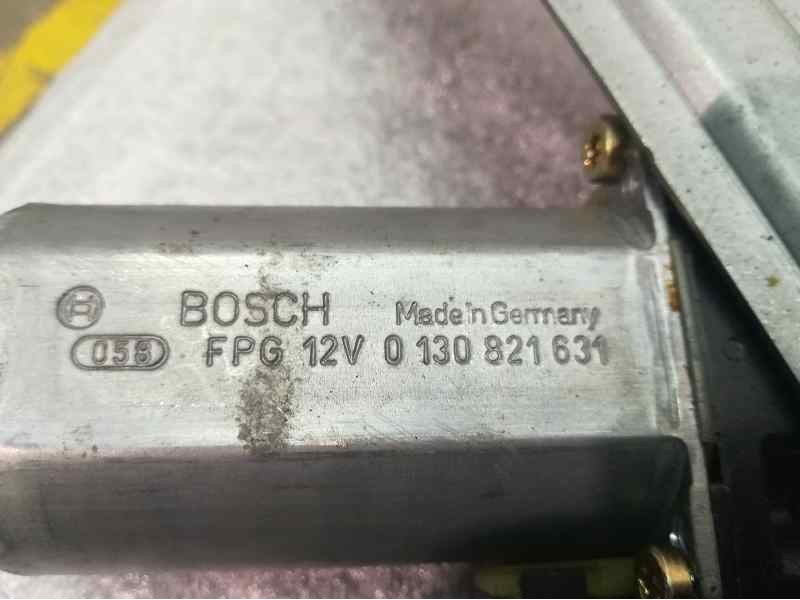 BOSCH Made in Germany
058 FPG 12V 0 130 821 631